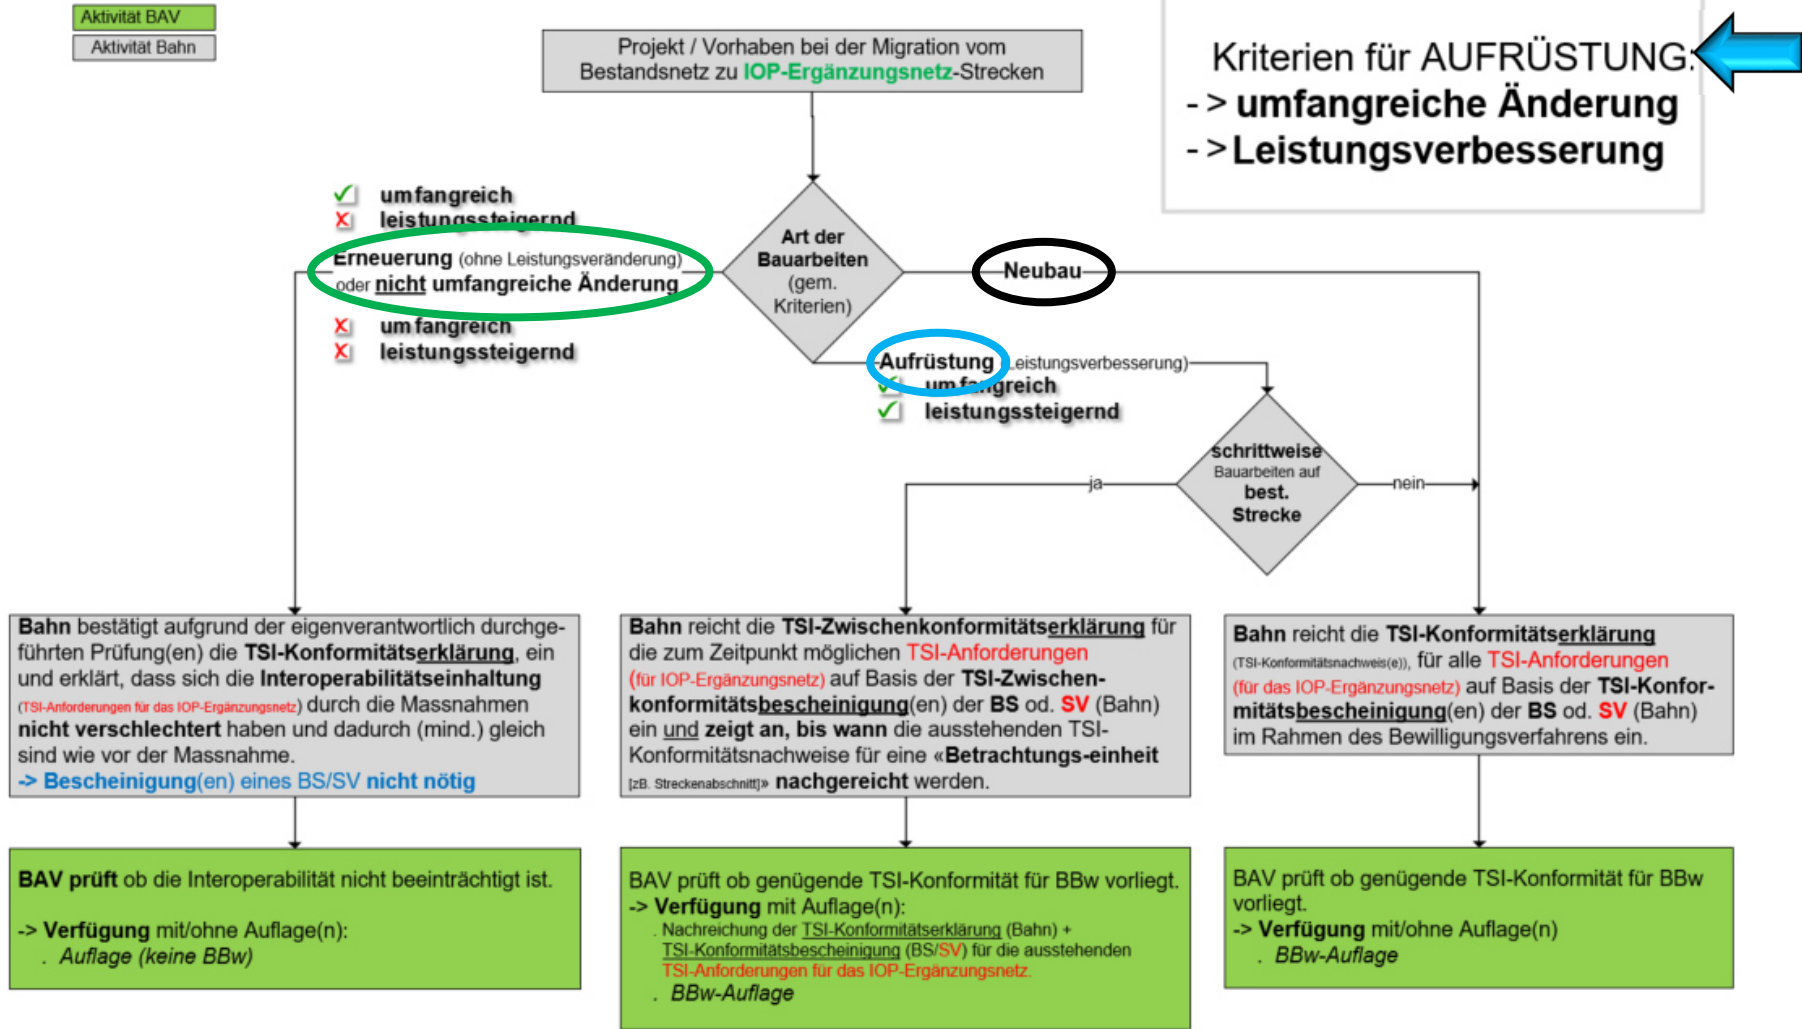 Aktivität BAV
Aktivität Bahn
Projekt / Vorhaben bei der Migration vom
Bestandsnetz zu IOP-Ergänzungsnetz-Strecken
Kriterien für AUFRÜSTUNG:
-> umfangreiche Änderung
-> Leistungsverbesserung
umfangreich
leistungssteigernd
Erneuerung (ohne Leistungsveränderung)
oder nicht umfangreiche Änderung
umfangreich
leistungssteigernd
Art der
Bauarbeiten
(gem.
Kriterien)
Neubau
Aufrüstung (Leistungsverbesserung)
umfangreich
leistungssteigernd
schrittweise
Bauarbeiten auf
best.
Strecke
ja
nein
Bahn bestätigt aufgrund der eigenverantwortlich durchge-
führten Prüfung(en) die TSI-Konformitätserklärung, ein
und erklärt, dass sich die Interoperabilitätseinhaltung
(TSI-Anforderungen für das IOP-Ergänzungsnetz) durch die Massnahmen
nicht verschlechtert haben und dadurch (mind.) gleich
sind wie vor der Massnahme.
-> Bescheinigung(en) eines BS/SV nicht nötig
Bahn reicht die TSI-Zwischenkonformitätserklärung für
die zum Zeitpunkt möglichen TSI-Anforderungen
(für IOP-Ergänzungsnetz) auf Basis der TSI-Zwischen-
konformitätsbescheinigung(en) der BS od. SV (Bahn)
ein und zeigt an, bis wann die ausstehenden TSI-
Konformitätsnachweise für eine «Betrachtungs-einheit
[zB. Streckenabschnitt]» nachgereicht werden.
Bahn reicht die TSI-Konformitätserklärung
(TSI-Konformitätsnachweis(e)), für alle TSI-Anforderungen
(für das IOP-Ergänzungsnetz) auf Basis der TSI-Konfor-
mitätsbescheinigung(en) der BS od. SV (Bahn)
im Rahmen des Bewilligungsverfahrens ein.
BAV prüft ob die Interoperabilität nicht beeinträchtigt ist.
-> Verfügung mit/ohne Auflage(n):
. Auflage (keine BBw)
BAV prüft ob genügende TSI-Konformität für BBw vorliegt.
-> Verfügung mit Auflage(n):
. Nachreichung der TSI-Konformitätserklärung (Bahn) +
TSI-Konformitätsbescheinigung (BS/SV) für die ausstehenden
TSI-Anforderungen für das IOP-Ergänzungsnetz.
. BBw-Auflage
BAV prüft ob genügende TSI-Konformität für BBw
vorliegt.
-> Verfügung mit/ohne Auflage(n)
. BBw-Auflage